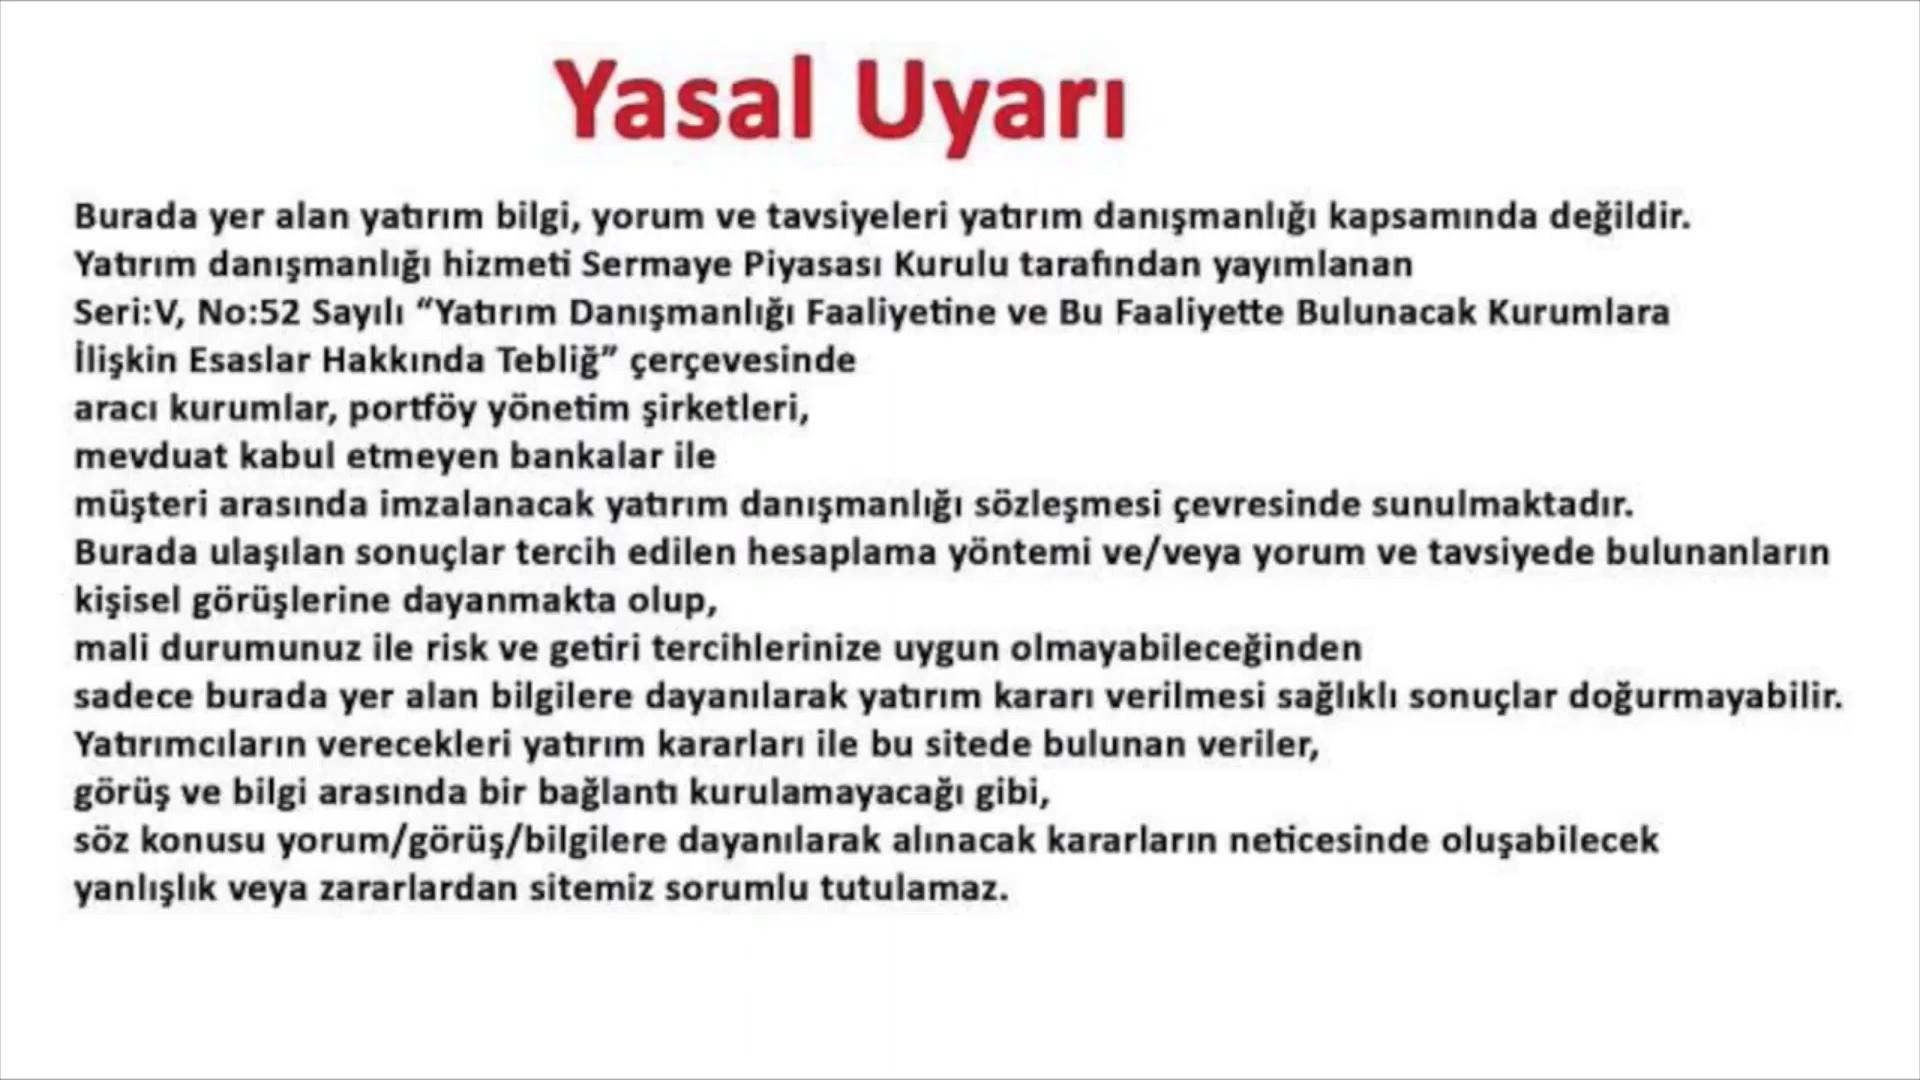 Yasal Uyarı
Burada yer alan yatırım bilgi, yorum ve tavsiyeleri yatırım danışmanlığı kapsamında değildir.
Yatırım danışmanlığı hizmeti Sermaye Piyasası Kurulu tarafından yayımlanan
Seri:V, No:52 Sayılı “Yatırım Danışmanlığı Faaliyetine ve Bu Faaliyette Bulunacak Kurumlara
İlişkin Esaslar Hakkında Tebliğ” çerçevesinde
aracı kurumlar, portföy yönetim şirketleri,
mevduat kabul etmeyen bankalar ile
müşteri arasında imzalanacak yatırım danışmanlığı sözleşmesi çevresinde sunulmaktadır.
Burada ulaşılan sonuçlar tercih edilen hesaplama yöntemi ve/veya yorum ve tavsiyede bulunanların
kişisel görüşlerine dayanmakta olup,
mali durumunuz ile risk ve getiri tercihlerinize uygun olmayabileceğinden
sadece burada yer alan bilgilere dayanılarak yatırım kararı verilmesi sağlıklı sonuçlar doğurmayabilir.
Yatırımcıların verecekleri yatırım kararları ile bu sitede bulunan veriler,
görüş ve bilgi arasında bir bağlantı kurulamayacağı gibi,
söz konusu yorum/görüş/bilgilere dayanılarak alınacak kararların neticesinde oluşabilecek
yanlışlık veya zararlardan sitemiz sorumlu tutulamaz.